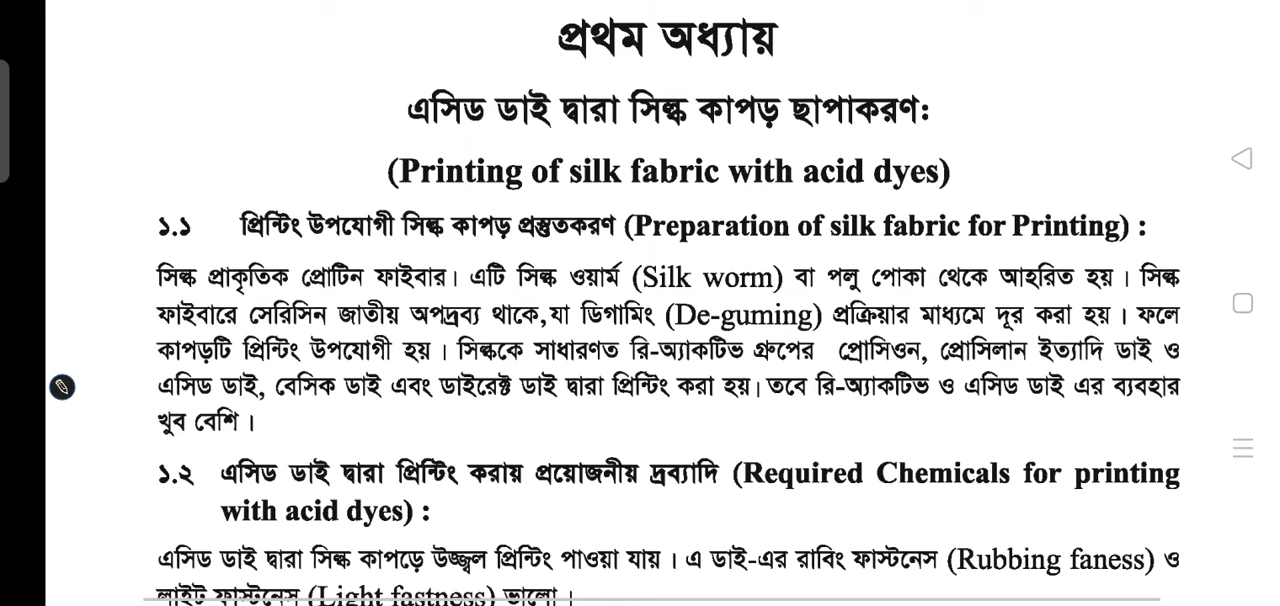 প্রথম অধ্যায়
এসিড ডাই দ্বারা সিল্ক কাপড় ছাপাকরণ:
(Printing of silk fabric with acid dyes)
১.১ প্রিন্টিং উপযোগী সিল্ক কাপড় প্রস্তুতকরণ (Preparation of silk fabric for Printing) :
সিল্ক প্রাকৃতিক প্রোটিন ফাইবার। এটি সিল্ক ওয়ার্ম (Silk worm) বা পলু পোকা থেকে আহরিত হয়। সিল্ক
ফাইবারে সেরিসিন জাতীয় অপদ্রব্য থাকে, যা ডিগামিং (De-guming) প্রক্রিয়ার মাধ্যমে দূর করা হয়। ফলে
কাপড়টি প্রিন্টিং উপযোগী হয়। সিল্ককে সাধারণত রি-অ্যাকটিভ গ্রুপের প্রোসিওন, প্রোসিলান ইত্যাদি ডাই ও
এসিড ডাই, বেসিক ডাই এবং ডাইরেক্ট ডাই দ্বারা প্রিন্টিং করা হয়। তবে রি-অ্যাকটিভ ও এসিড ডাই এর ব্যবহার
খুব বেশি।
১.২ এসিড ডাই দ্বারা প্রিন্টিং করায় প্রয়োজনীয় দ্রব্যাদি (Required Chemicals for printing
with acid dyes) :
এসিড ডাই দ্বারা সিল্ক কাপড়ে উজ্জ্বল প্রিন্টিং পাওয়া যায়। এ ডাই-এর রাবিং ফাস্টনেস (Rubbing faness) ও
লাইট ফাস্টনেস (Light fastness) ভালো।